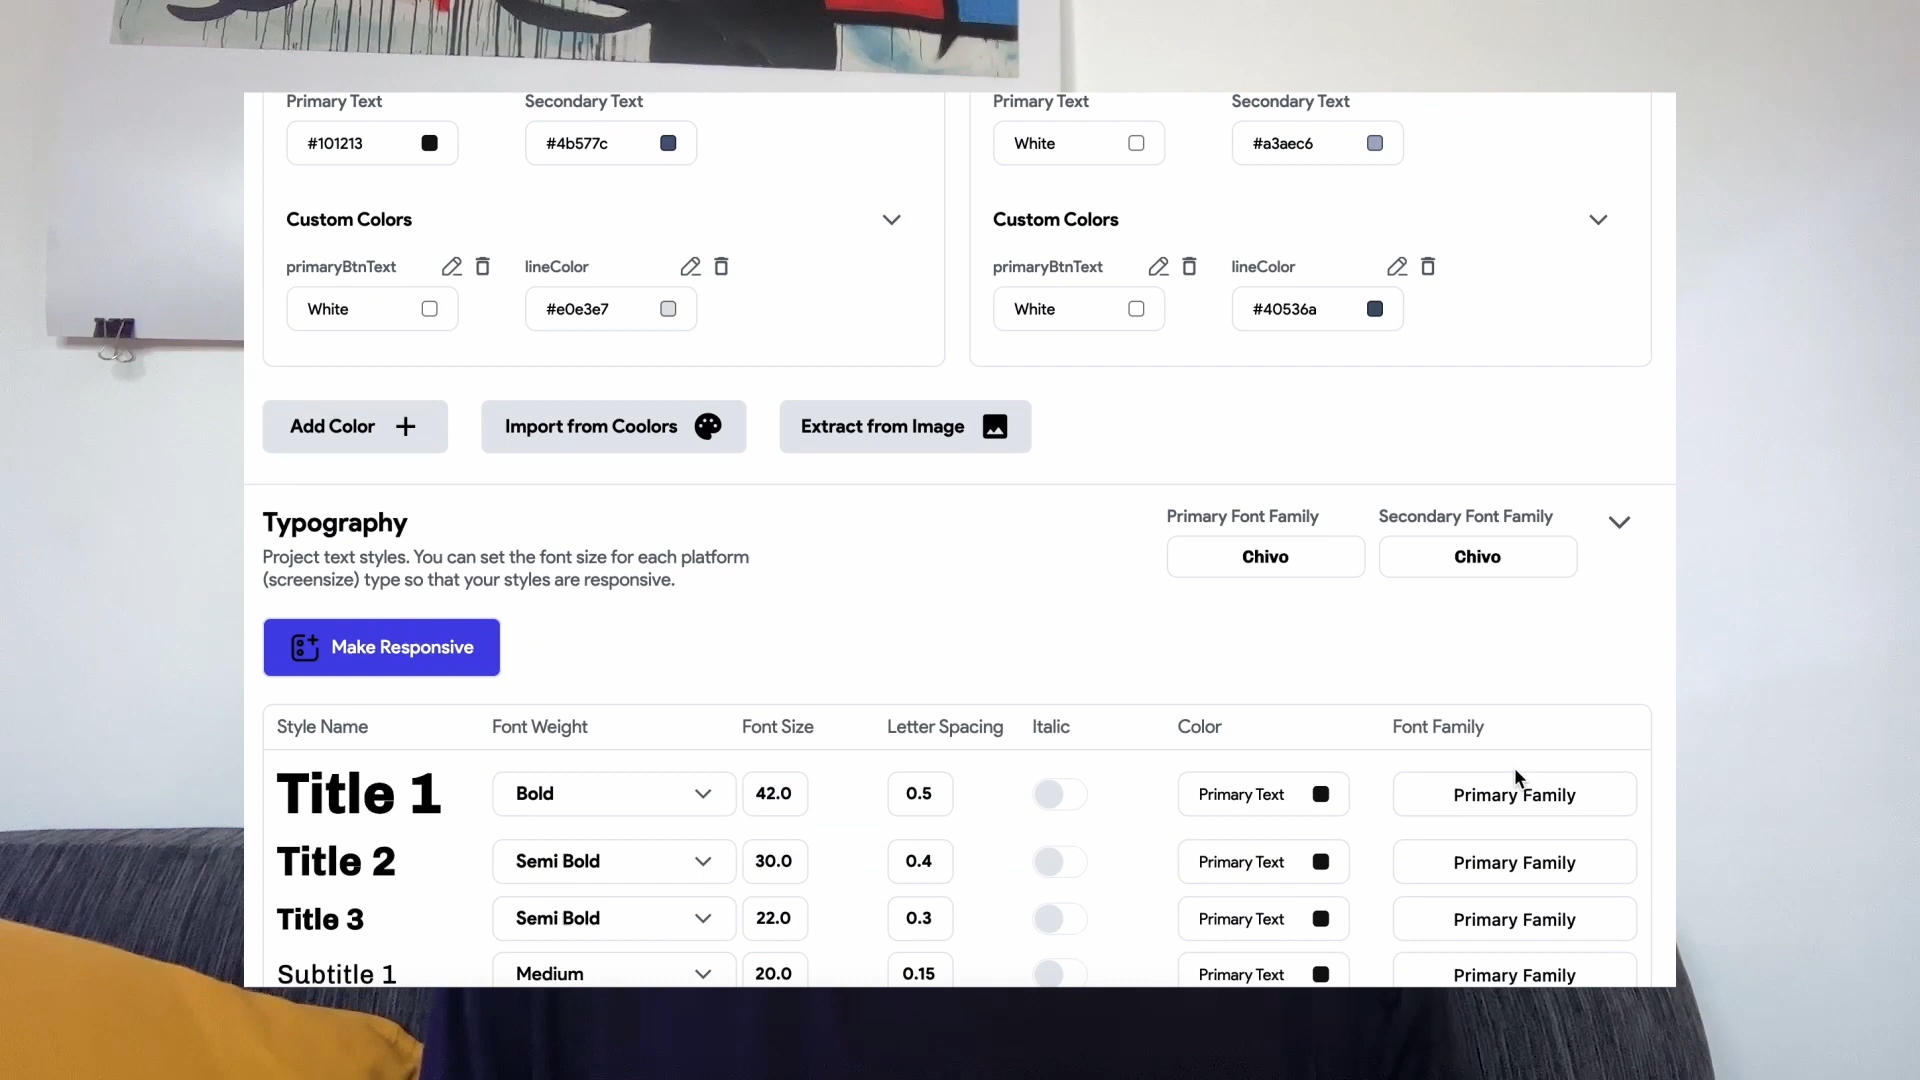 Primary Text Secondary Text Primary Text Secondary Text
#101213 #4b577c White #a3aec6
Custom Colors Custom Colors
primaryBtnText lineColor primaryBtnText lineColor
White #e0e3e7 White #40536a
Add Color Import from Coolors Extract from Image
Typography
Project text styles. You can set the font size for each platform
(screensize) type so that your styles are responsive.
Primary Font Family Secondary Font Family
Chivo Chivo
Make Responsive
Style Name Font Weight Font Size Letter Spacing Italic Color Font Family
Title 1 Bold 42.0 0.5 Primary Text Primary Family
Title 2 Semi Bold 30.0 0.4 Primary Text Primary Family
Title 3 Semi Bold 22.0 0.3 Primary Text Primary Family
Subtitle 1 Medium 20.0 0.15 Primary Text Primary Family